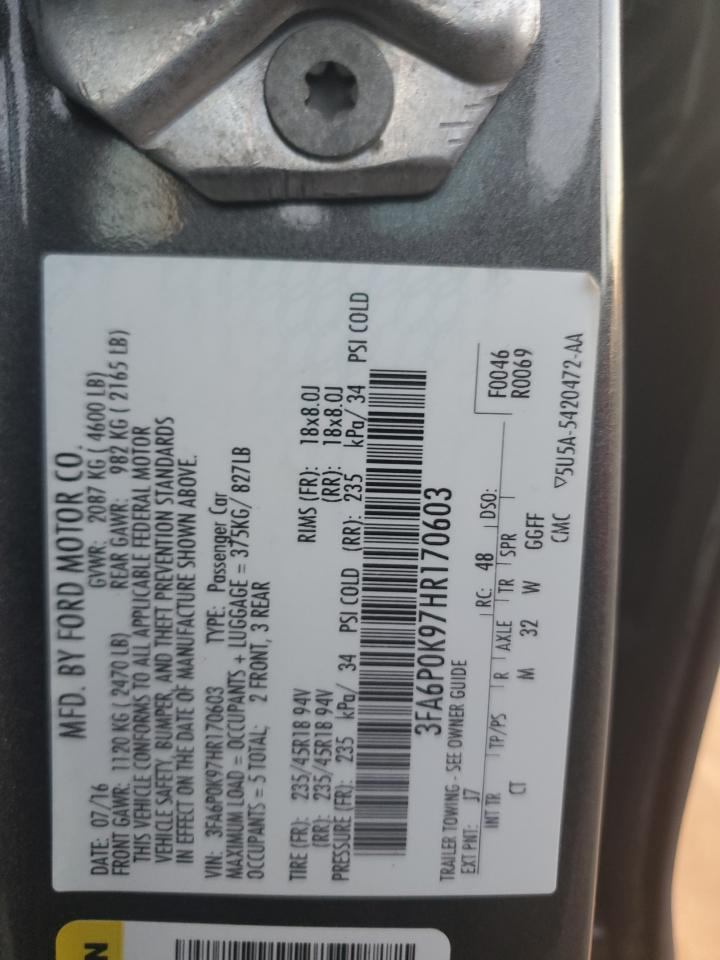 MFD. BY FORD MOTOR CO.
DATE: 07/16 GVWR: 2087 KG ( 4600 LB)
FRONT GAWR: 1120 KG ( 2470 LB) REAR GAWR: 982 KG ( 2165 LB)
THIS VEHICLE CONFORMS TO ALL APPLICABLE FEDERAL MOTOR
VEHICLE SAFETY, BUMPER, AND THEFT PREVENTION STANDARDS
IN EFFECT ON THE DATE OF MANUFACTURE SHOWN ABOVE.
VIN: 3FA6P0K97HR170603 TYPE: Passenger Car
MAXIMUM LOAD = OCCUPANTS + LUGGAGE = 375KG/ 827LB
OCCUPANTS = 5 TOTAL: 2 FRONT, 3 REAR
TIRE (FR): 235/45R18 94V RIMS (FR): 18x8.0J
(RR): 235/45R18 94V (RR): 18x8.0J
PRESSURE (FR): 235 kPa/ 34 PSI COLD (RR): 235 kPa/ 34 PSI COLD
3FA6P0K97HR170603
TRAILER TOWING - SEE OWNER GUIDE
EXT PNT: J7 RC: 48 DSO: F0046
R0069
INT TR TP/PS R AXLE TR SPR
CT M 32 W GGFF
CMC ▽5U5A-5420472-AA
N